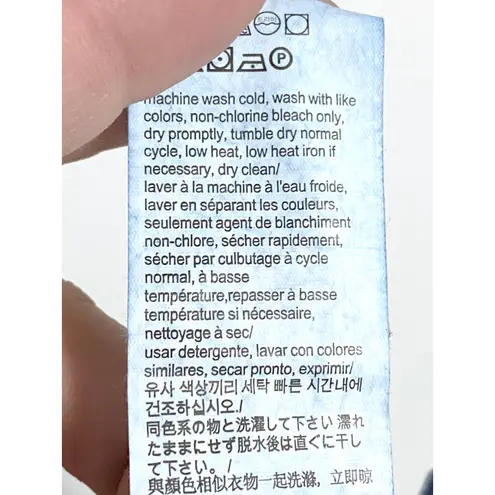 드라이
P
machine wash cold, wash with like
colors, non-chlorine bleach only,
dry promptly, tumble dry normal
cycle, low heat, low heat iron if
necessary, dry clean/
laver à la machine à l'eau froide,
laver en séparant les couleurs,
seulement agent de blanchiment
non-chlore, sécher rapidement,
sécher par culbutage à cycle
normal, à basse
température,repasser à basse
température si nécessaire,
nettoyage à sec/
usar detergente, lavar con colores
similares, secar pronto, exprimir/
유사 색상끼리 세탁 빠른 시간내에
건조하십시오./
同色系の物と洗濯して下さい 濡れ
たままにせず脱水後は直ぐに干し
て下さい。/
與顏色相似衣物一起洗滌，立即晾